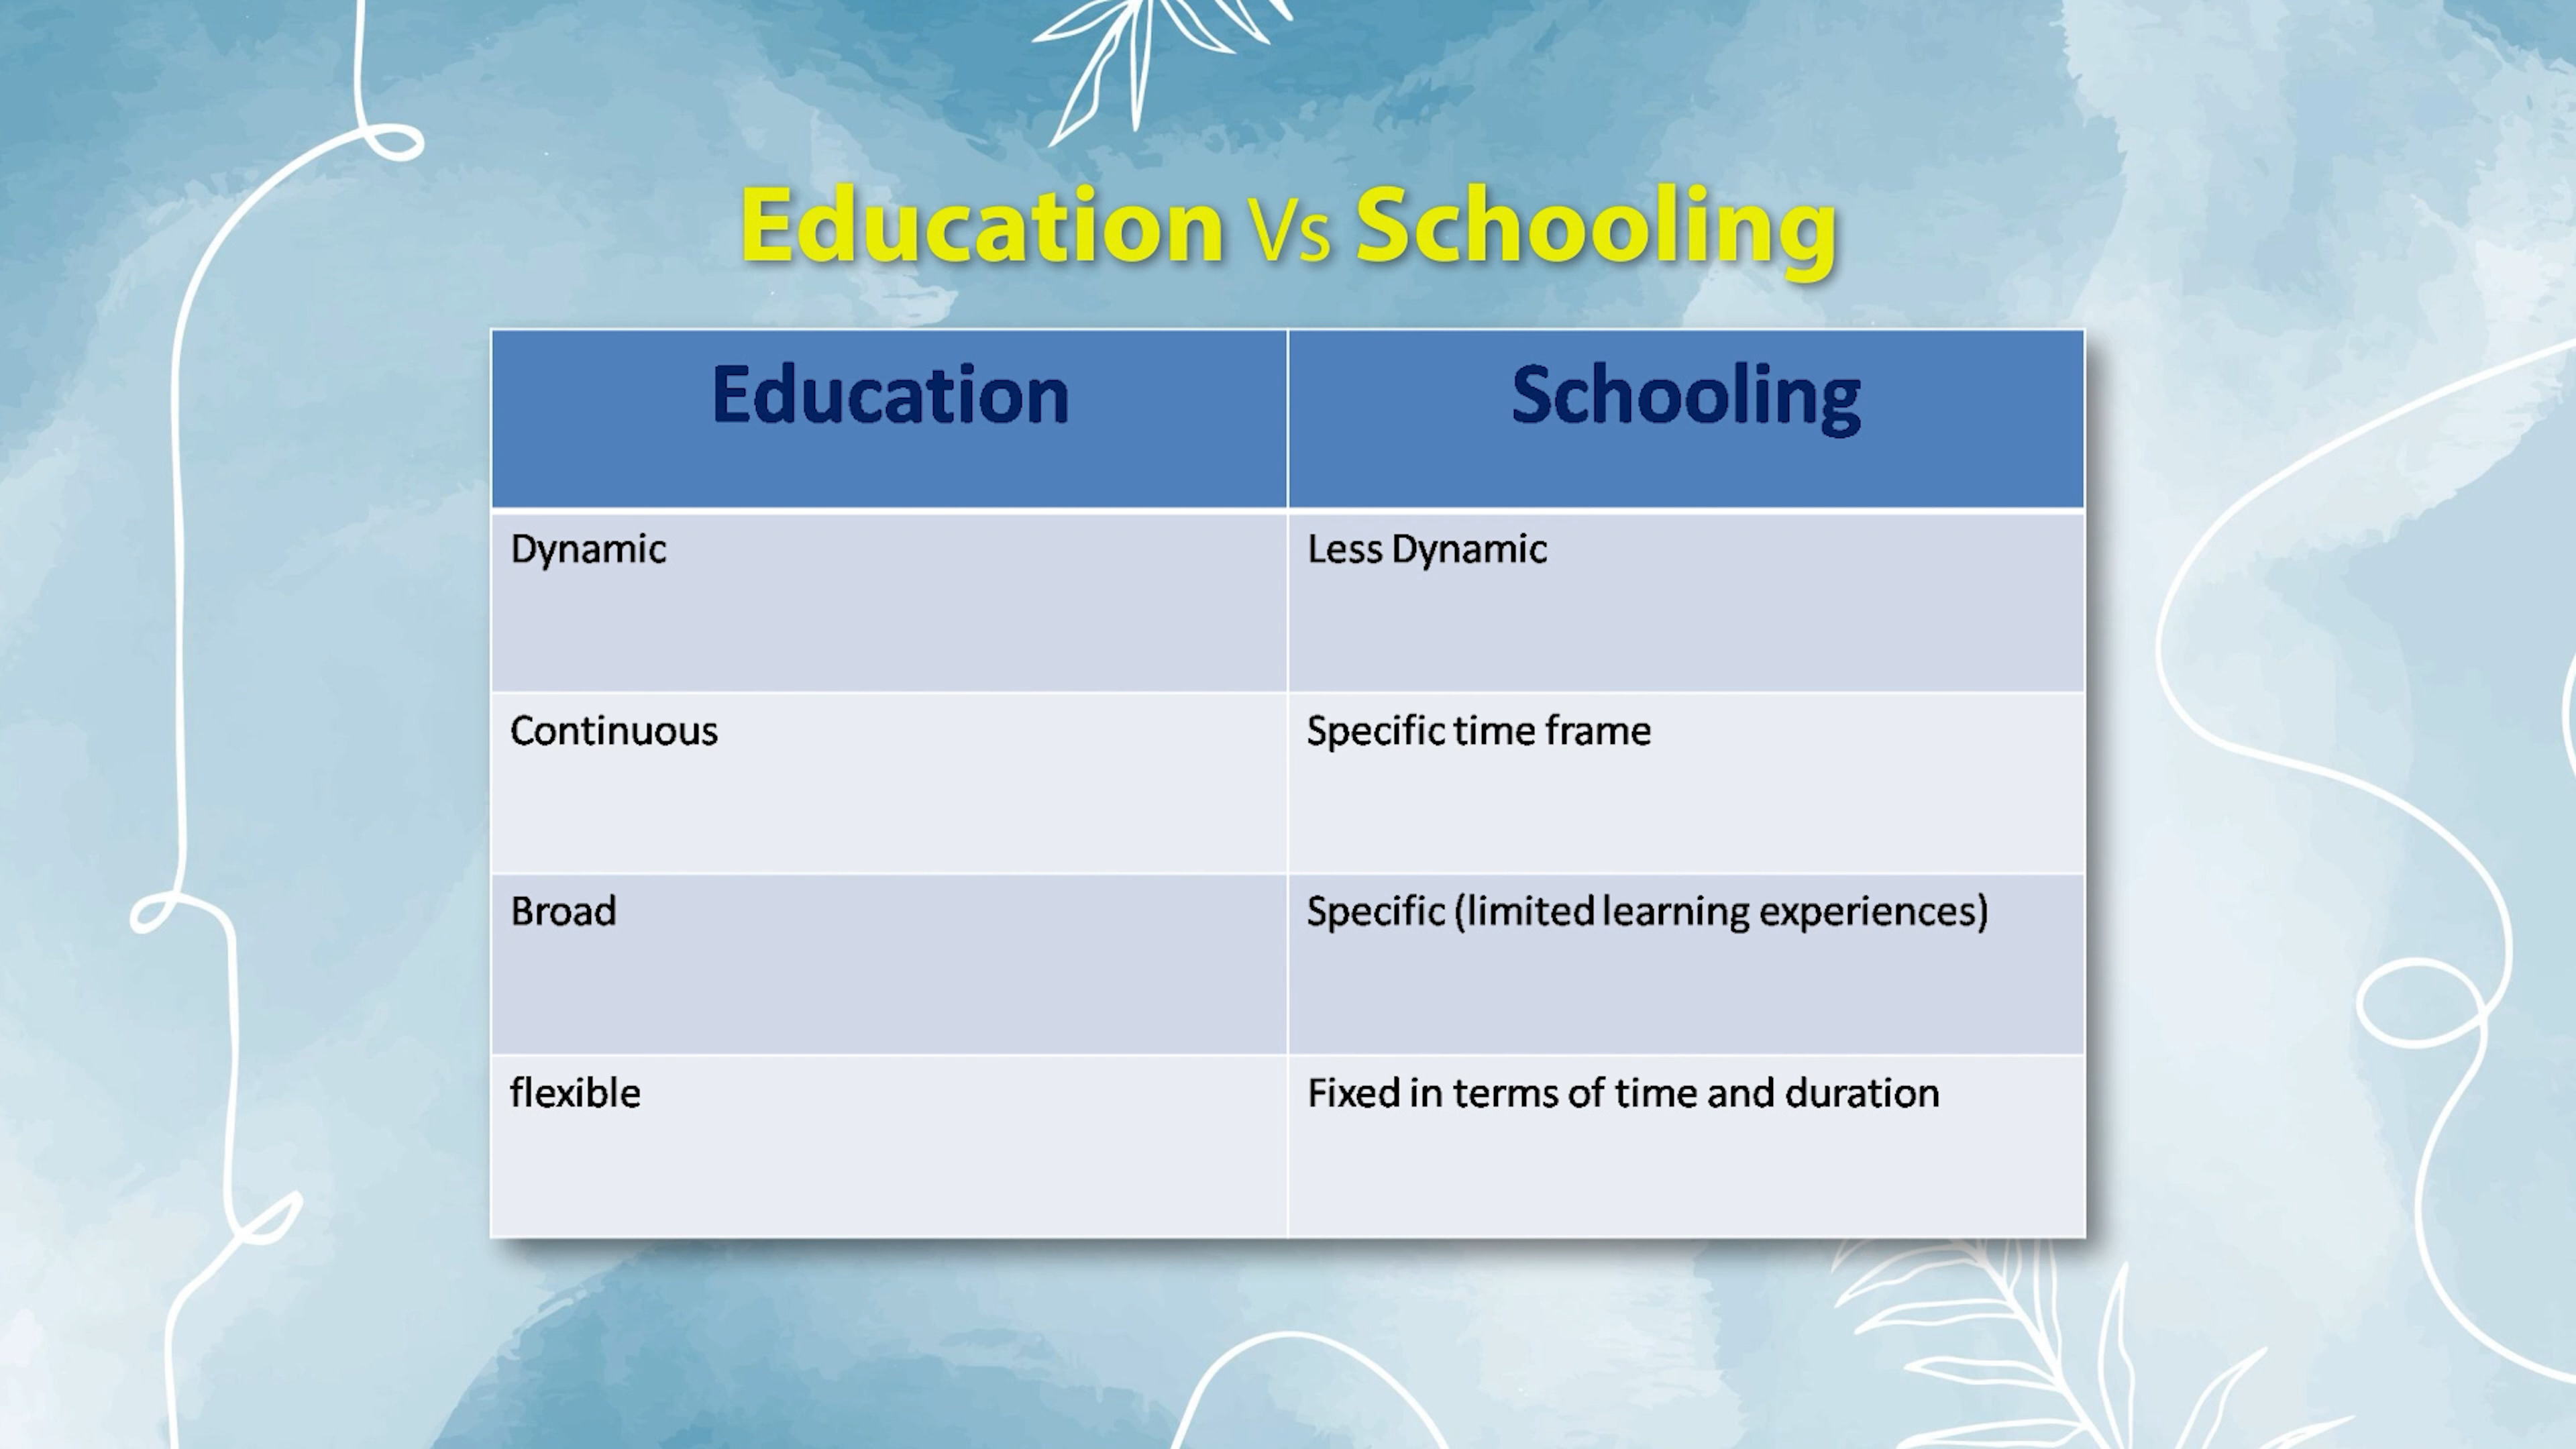 Education Vs Schooling
Education
Schooling
Dynamic
Less Dynamic
Continuous
Specific time frame
Broad
Specific (limited learning experiences)
flexible
Fixed in terms of time and duration